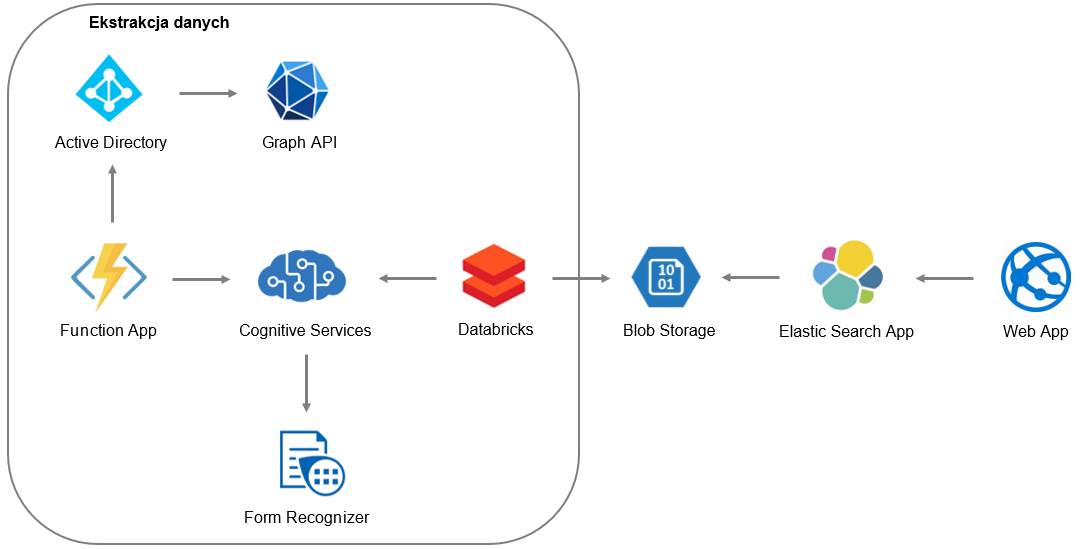 Ekstrakcja danych
Active Directory
Graph API
Function App
Cognitive Services
Databricks
10
01
Blob Storage
Elastic Search App
Web App
Form Recognizer